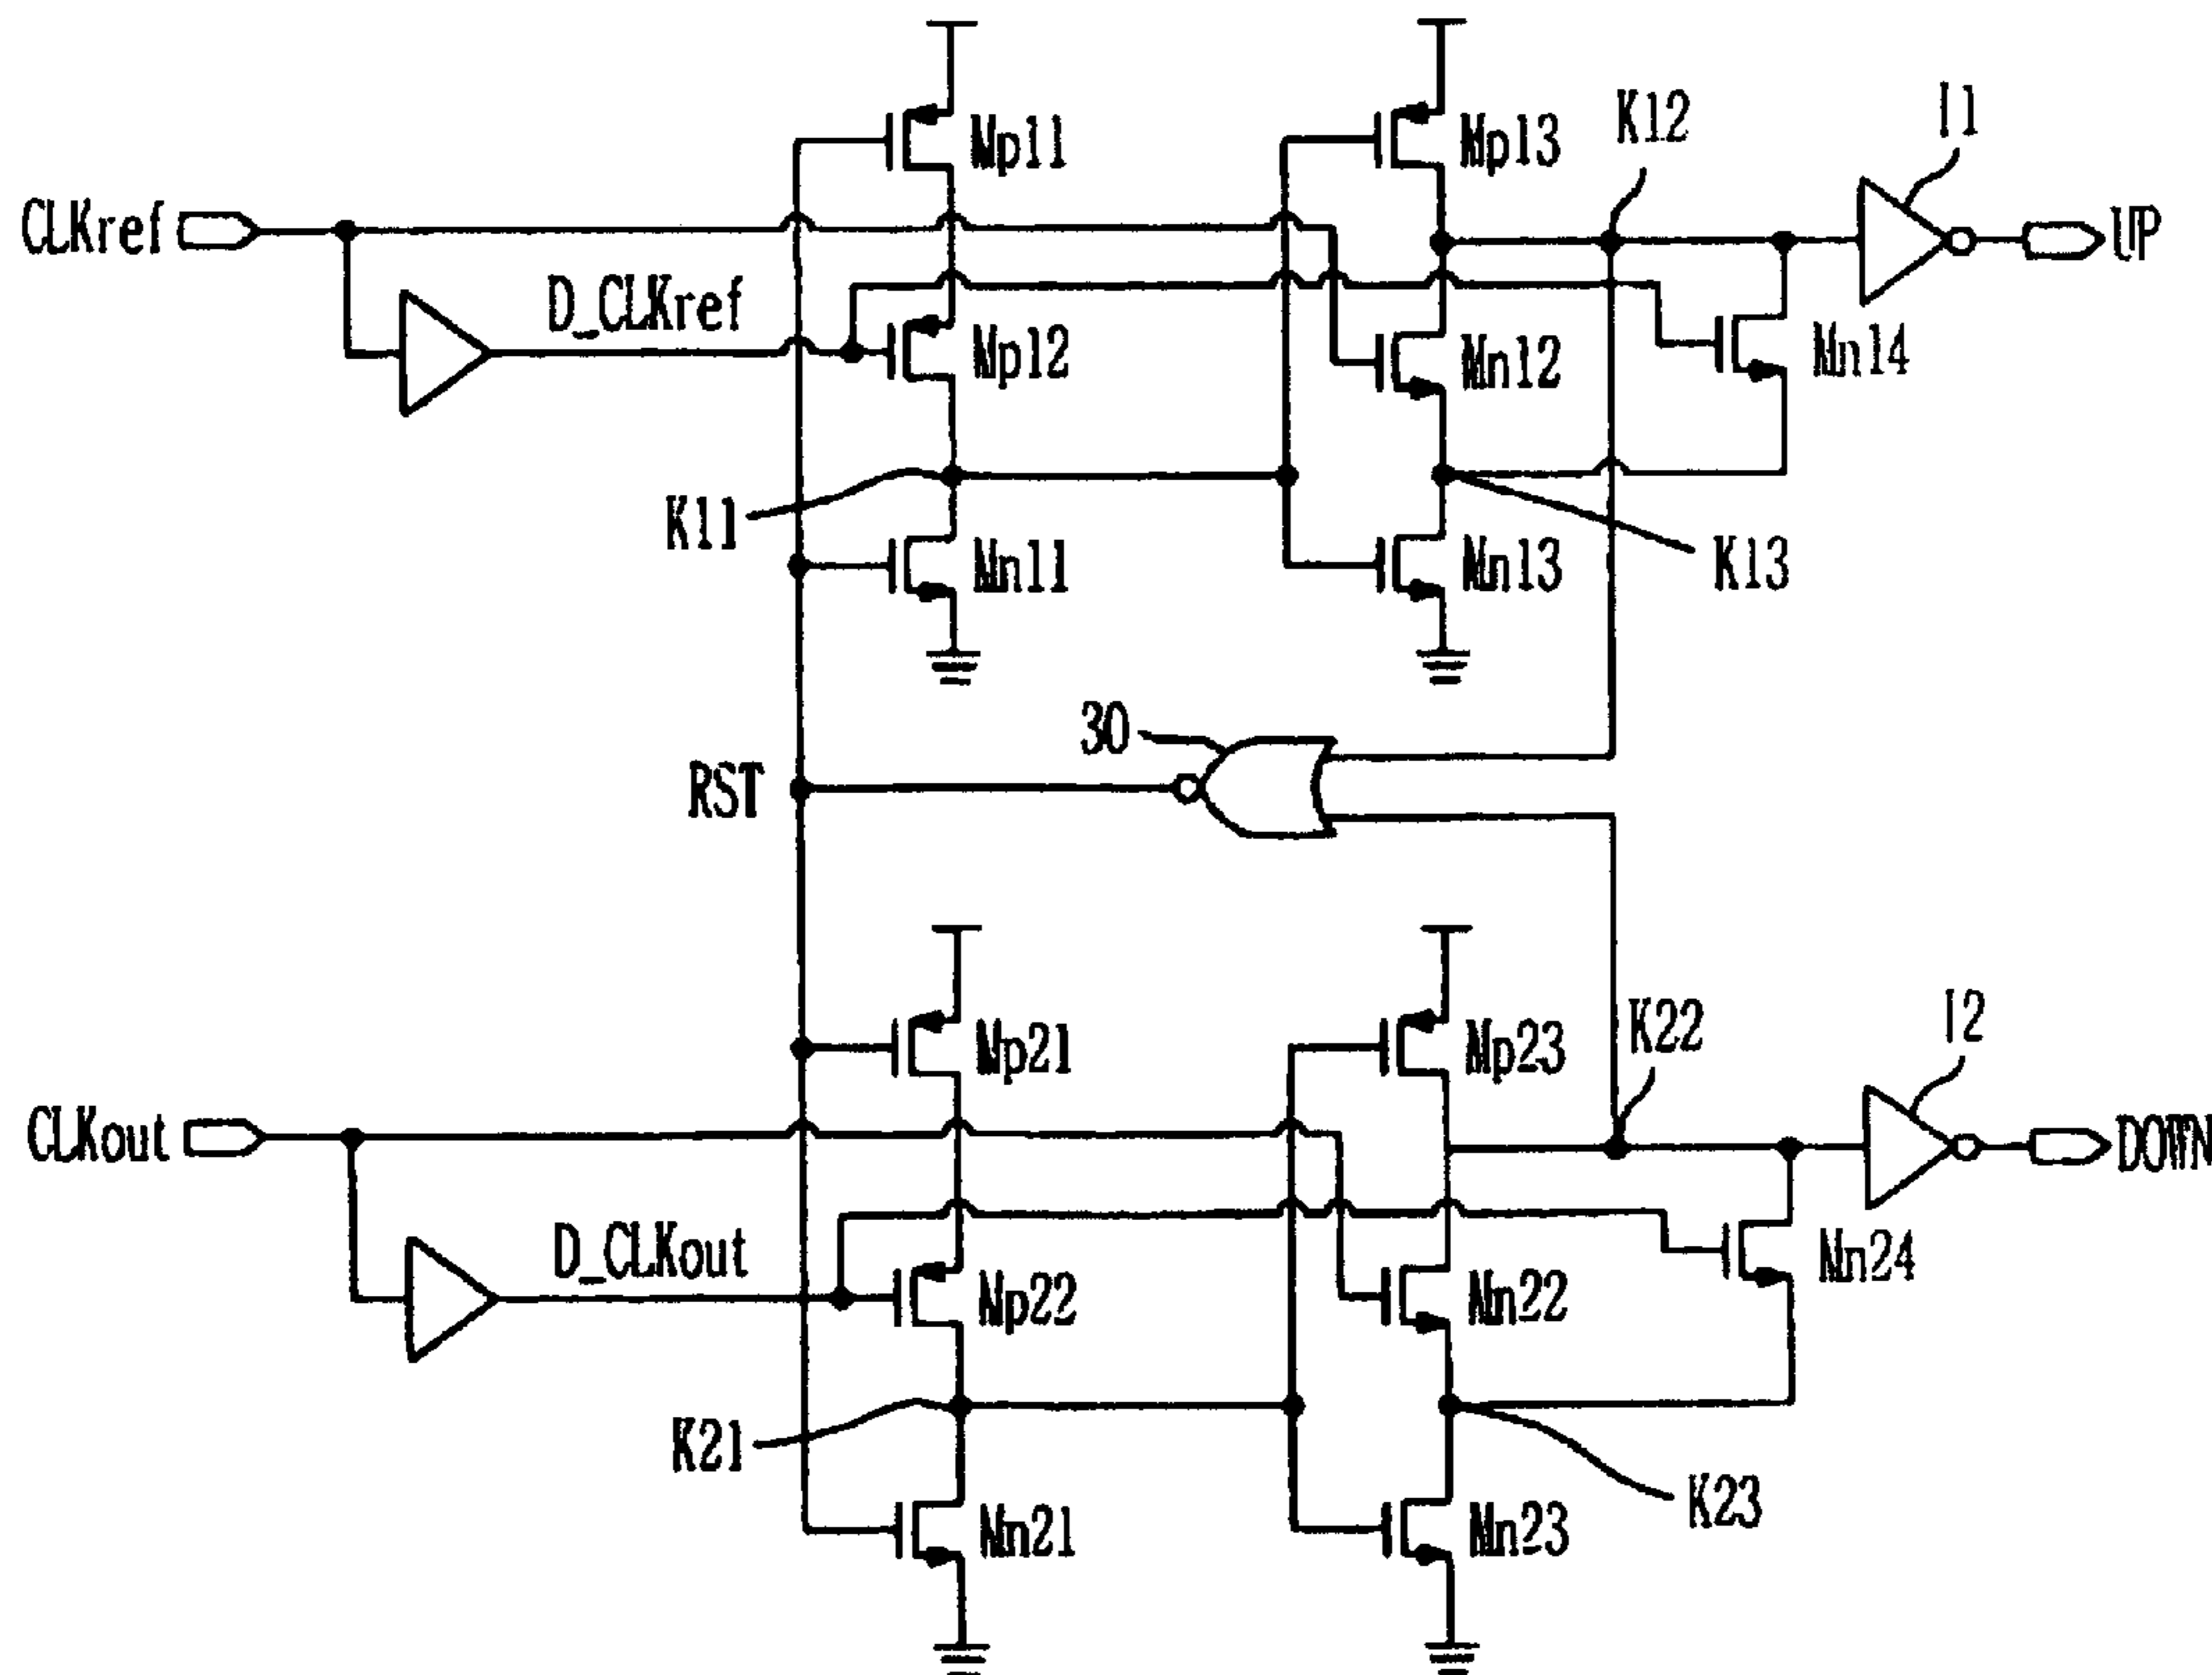 Mp11
Mp13
K12
I1
CLKref
UP
D_CLKref
Mp12
Mn12
Mn14
K11
Mn11
Mn13
K13
30
RST
Mp21
Mp23
K22
I2
CLKout
DOWN
D_CLKout
Mp22
Mn22
Mn24
K21
Mn21
Mn23
K23